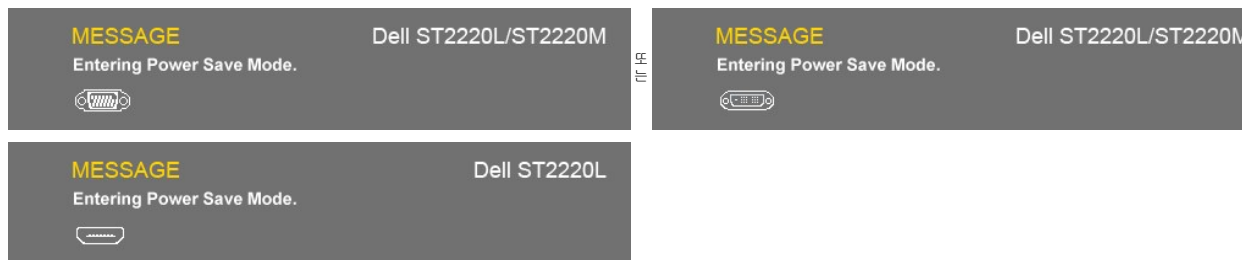 MESSAGE Dell ST2220L/ST2220M
Entering Power Save Mode.
MESSAGE Dell ST2220L/ST2220M
Entering Power Save Mode.
MESSAGE Dell ST2220L
Entering Power Save Mode.